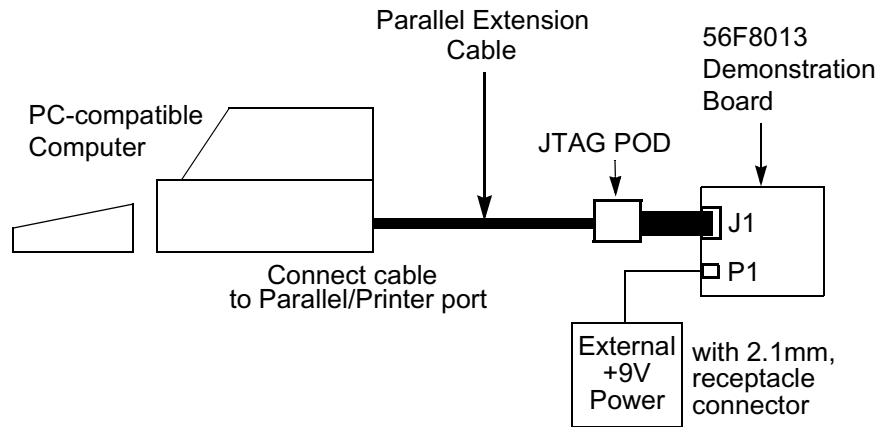 Parallel Extension
Cable
56F8013
Demonstration
Board
PC-compatible
Computer
JTAG POD
J1
P1
Connect cable
to Parallel/Printer port
External
+9V
Power
with 2.1mm,
receptacle
connector